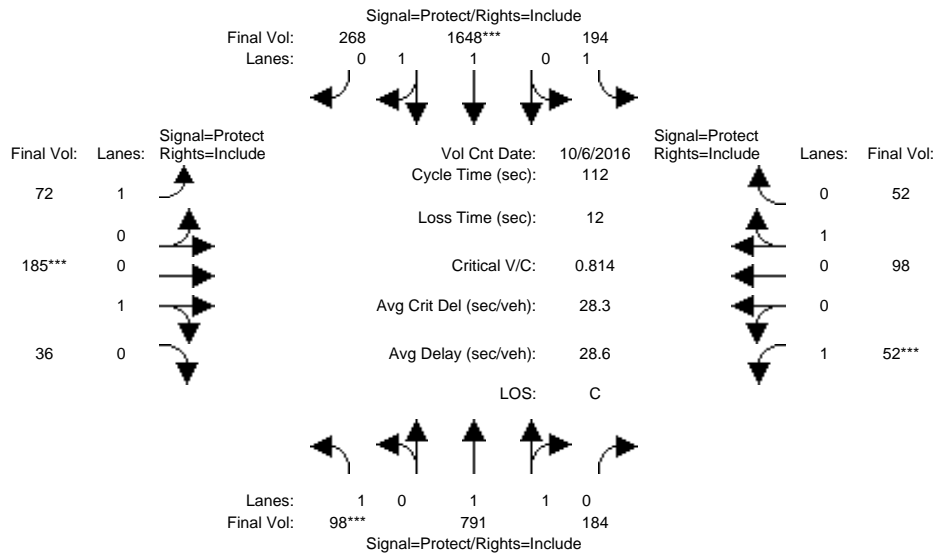 Signal=Protect/Rights=Include
Final Vol: 268 1648*** 194
Lanes: 0 1 1 0 1
Signal=Protect Signal=Protect
Final Vol: Lanes: Rights=Include Vol Cnt Date: 10/6/2016 Rights=Include Lanes: Final Vol:
Cycle Time (sec): 112
72 1 0 52
Loss Time (sec): 12
0 1
185*** 0 Critical V/C: 0.814 0 98
1 Avg Crit Del (sec/veh): 28.3 0
36 0 Avg Delay (sec/veh): 28.6 1 52***
LOS: C
Lanes: 1 0 1 1 0
Final Vol: 98*** 791 184
Signal=Protect/Rights=Include